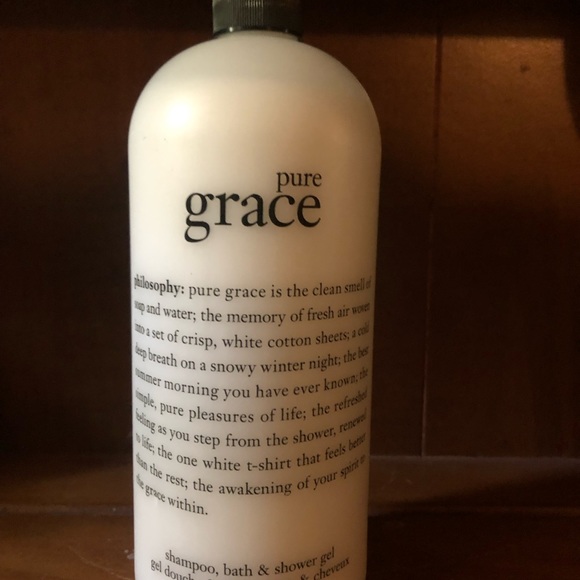 pure
grace
philosophy: pure grace is the clean smell of
soap and water; the memory of fresh air woven
into a set of crisp, white cotton sheets; a cold
deep breath on a snowy winter night; the best
summer morning you have ever known; the
simple, pure pleasures of life; the refreshed
feeling as you step from the shower, renewed
to life; the one white t-shirt that feels better
than the rest; the awakening of your spirit to
the grace within.
shampoo, bath & shower gel
gel douche & cheveux